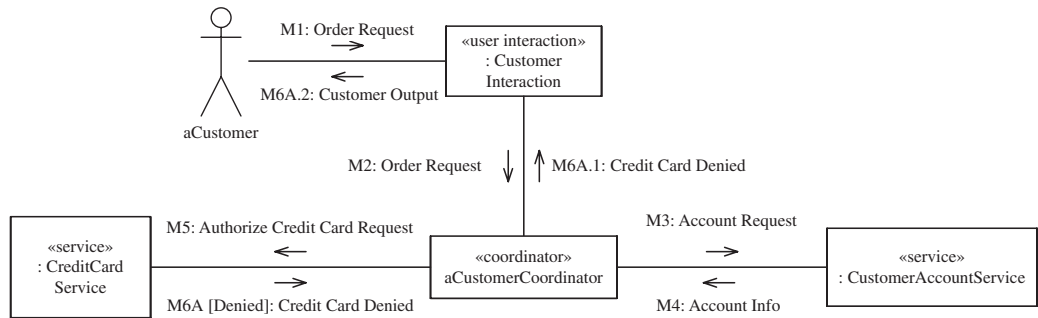 M1: Order Request
«user interaction»
: Customer
Interaction
M6A.2: Customer Output
aCustomer
M2: Order Request
M6A.1: Credit Card Denied
M5: Authorize Credit Card Request
M3: Account Request
«service»
: CreditCard
Service
«coordinator»
aCustomerCoordinator
«service»
: CustomerAccountService
M6A [Denied]: Credit Card Denied
M4: Account Info